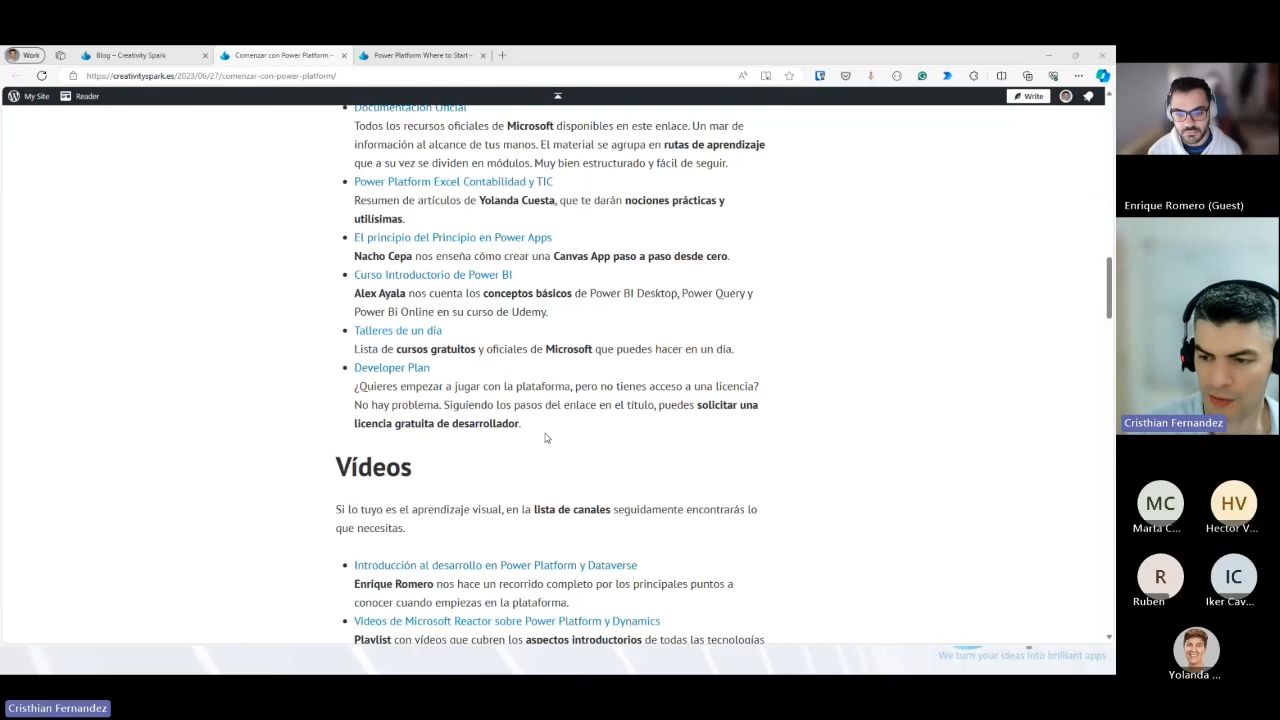 Work
Blog – Creativity Spark
Comenzar con Power Platform –
Power Platform Where to Start –
https://creativityspark.es/2023/06/27/comenzar-con-power-platform/
My Site
Reader
Write
Documentación Oficial
Todos los recursos oficiales de Microsoft disponibles en este enlace. Un mar de
información al alcance de tus manos. El material se agrupa en rutas de aprendizaje
que a su vez se dividen en módulos. Muy bien estructurado y fácil de seguir.
Power Platform Excel Contabilidad y TIC
Resumen de artículos de Yolanda Cuesta, que te darán nociones prácticas y
utilísimas.
El principio del Principio en Power Apps
Nacho Cepa nos enseña cómo crear una Canvas App paso a paso desde cero.
Curso Introductorio de Power BI
Alex Ayala nos cuenta los conceptos básicos de Power BI Desktop, Power Query y
Power Bi Online en su curso de Udemy.
Talleres de un día
Lista de cursos gratuitos y oficiales de Microsoft que puedes hacer en un día.
Developer Plan
¿Quieres empezar a jugar con la plataforma, pero no tienes acceso a una licencia?
No hay problema. Siguiendo los pasos del enlace en el título, puedes solicitar una
licencia gratuita de desarrollador.
Vídeos
Si lo tuyo es el aprendizaje visual, en la lista de canales seguidamente encontrarás lo
que necesitas.
Introducción al desarrollo en Power Platform y Dataverse
Enrique Romero nos hace un recorrido completo por los principales puntos a
conocer cuando empiezas en la plataforma.
Vídeos de Microsoft Reactor sobre Power Platform y Dynamics
Playlist con vídeos que cubren los aspectos introductorios de todas las tecnologías
We turn your ideas into brilliant apps
Enrique Romero (Guest)
Cristhian Fernandez
MC
Marta C...
HV
Hector V...
R
Ruben
IC
Iker Cav...
Yolanda ...
Cristhian Fernandez